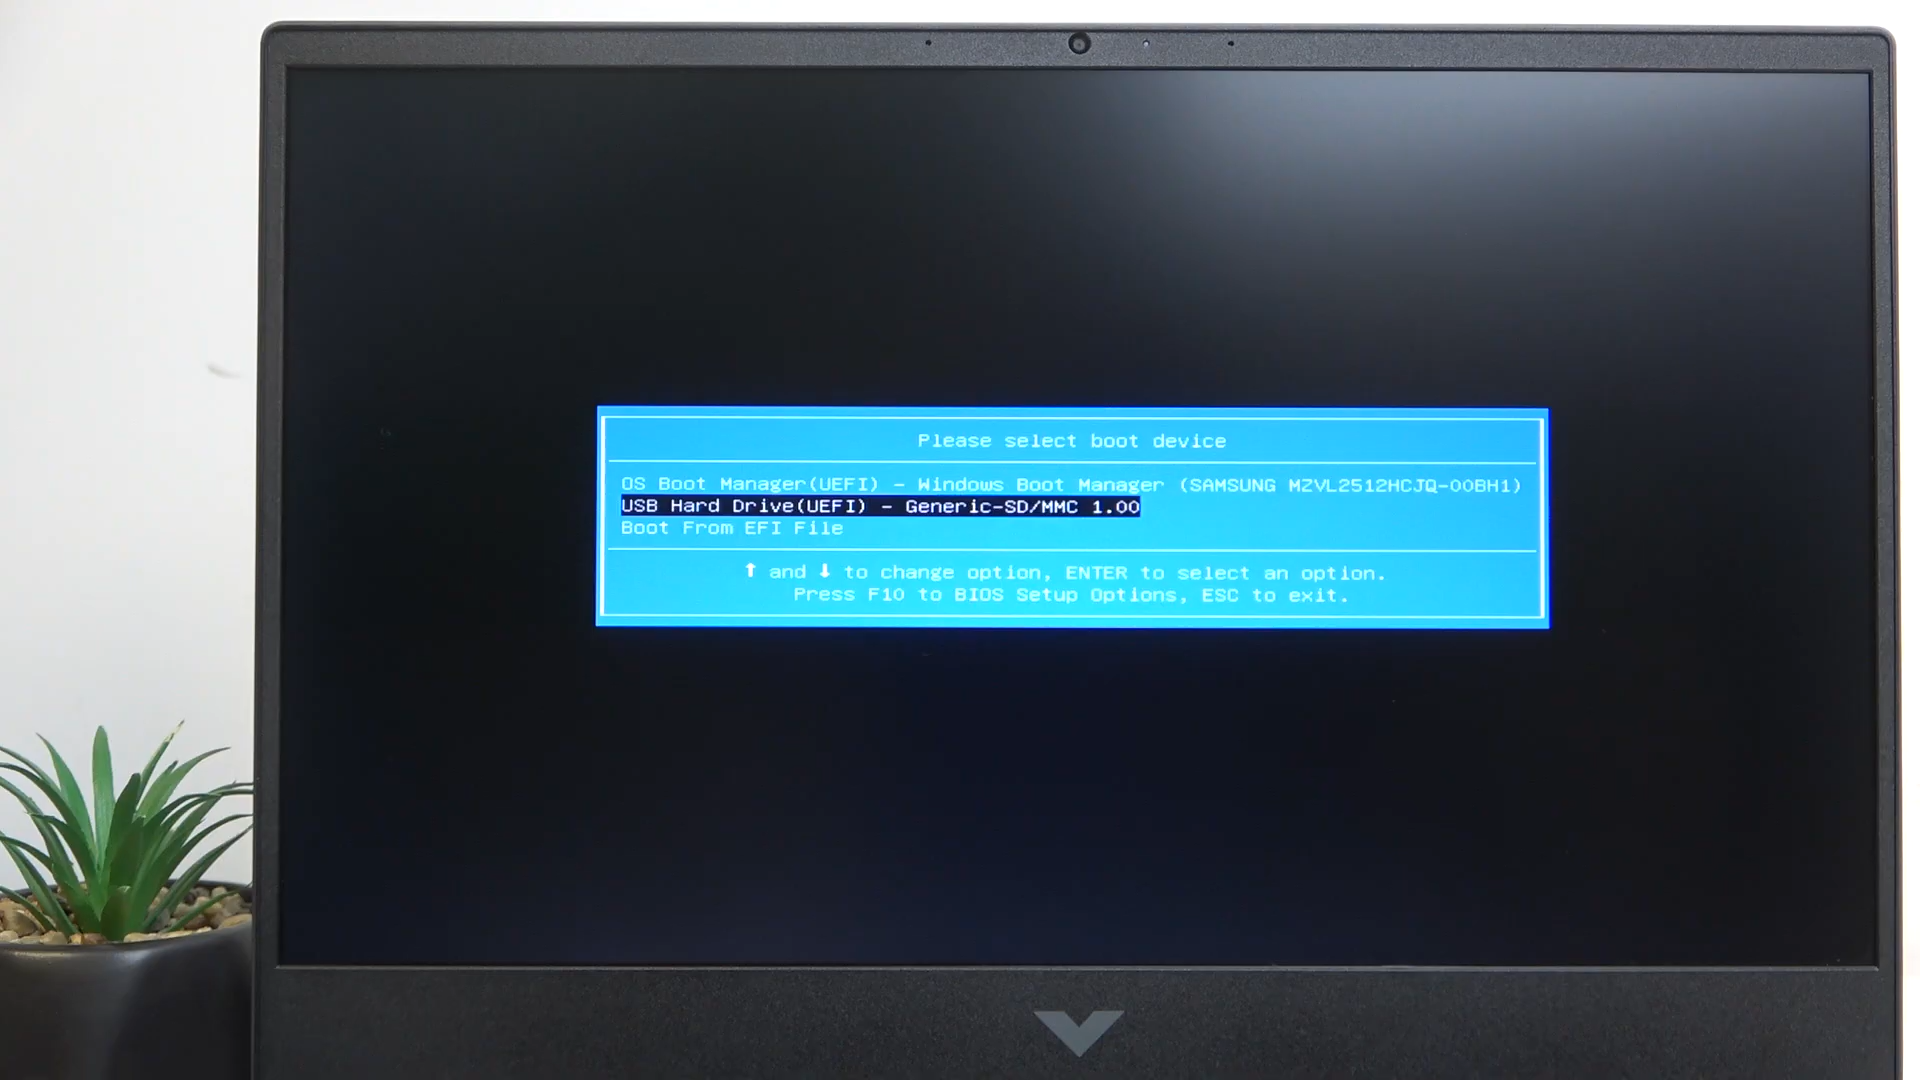 Please select boot device
OS Boot Manager(UEFI) - Windows Boot Manager (SAMSUNG MZVL2512HCJQ-00BH1)
USB Hard Drive(UEFI) - Generic-SD/MMC 1.00
Boot From EFI File
↑ and ↓ to change option, ENTER to select an option.
Press F10 to BIOS Setup Options, ESC to exit.